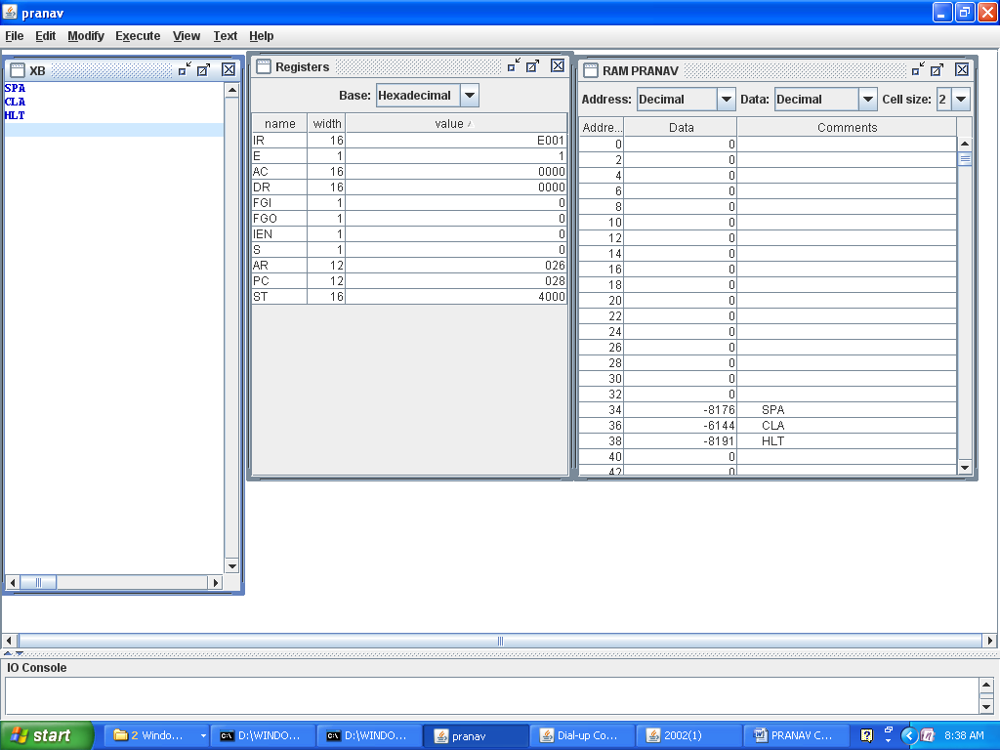 pranav
File Edit Modify Execute View Text Help
XB
SPA
CLA
HLT
Registers
Base: Hexadecimal
name width value
IR 16 E001
E 1 1
AC 16 0000
DR 16 0000
FGI 1 0
FGO 1 0
IEN 1 0
S 1 0
AR 12 026
PC 12 028
ST 16 4000
RAM PRANAV
Address: Decimal Data: Decimal Cell size: 2
Addre... Data Comments
0 0
2 0
4 0
6 0
8 0
10 0
12 0
14 0
16 0
18 0
20 0
22 0
24 0
26 0
28 0
30 0
32 0
34 -8176 SPA
36 -6144 CLA
38 -8191 HLT
40 0
42 0
IO Console
start 2 Windo... D:\WINDO... D:\WINDO... pranav Dial-up Co... 2002(1) PRANAV C... 8:38 AM